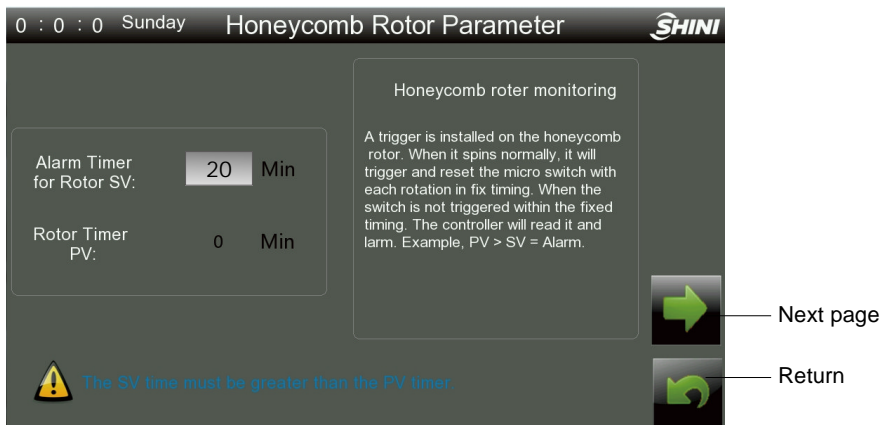 0 : 0 : 0 Sunday Honeycomb Rotor Parameter SHINI
Alarm Timer
for Rotor SV:
20 Min
Rotor Timer
PV:
0 Min
Honeycomb roter monitoring
A trigger is installed on the honeycomb
rotor. When it spins normally, it will
trigger and reset the micro switch with
each rotation in fix timing. When the
switch is not triggered within the fixed
timing. The controller will read it and
larm. Example, PV > SV = Alarm.
Next page
The SV time must be greater than the PV timer
Return